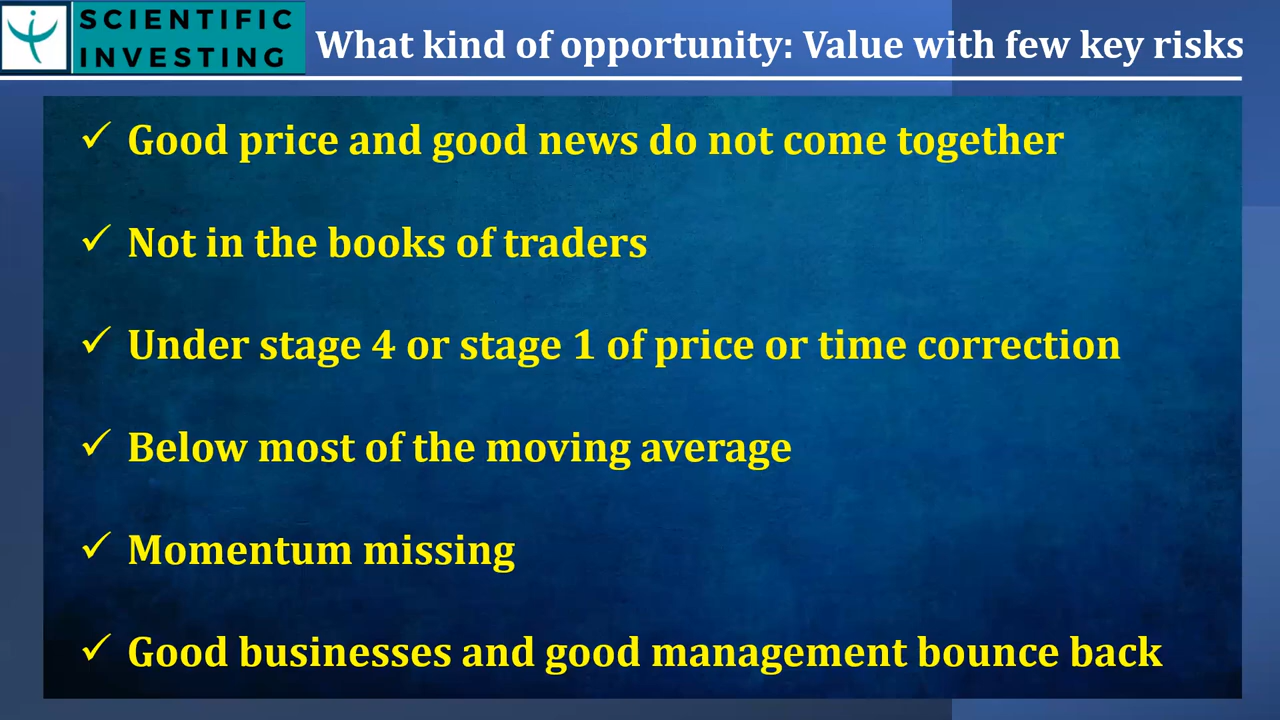 SCIENTIFIC
INVESTING
What kind of opportunity: Value with few key risks
✓ Good price and good news do not come together
✓ Not in the books of traders
✓ Under stage 4 or stage 1 of price or time correction
✓ Below most of the moving average
✓ Momentum missing
✓ Good businesses and good management bounce back